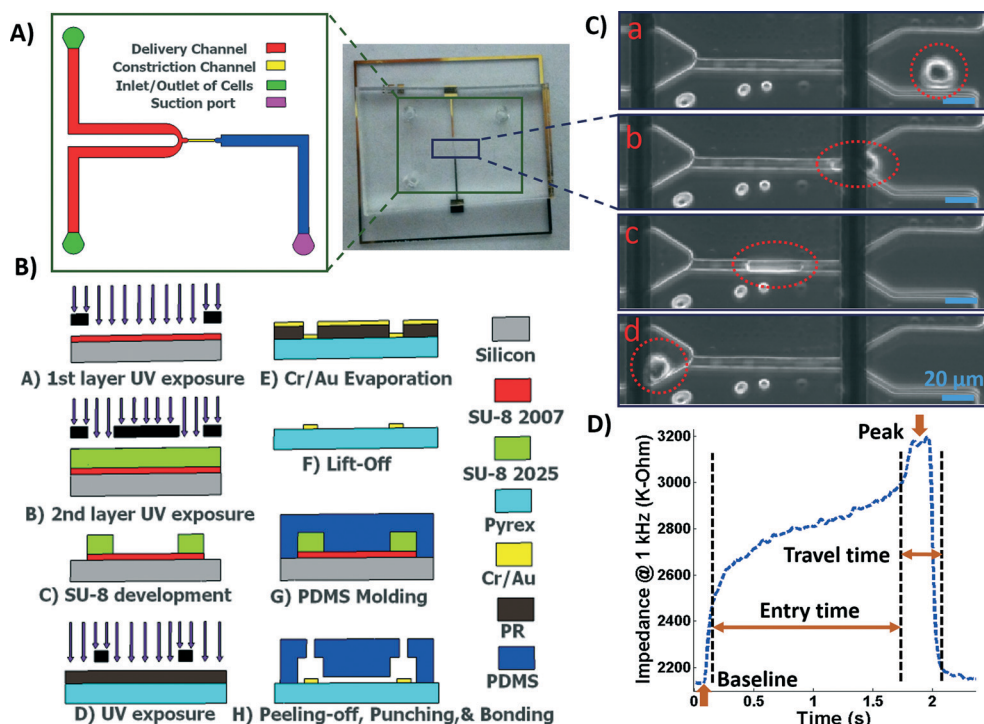 A)
Delivery Channel
Constriction Channel
Inlet/Outlet of Cells
Suction port
B)
A) 1st layer UV exposure
B) 2nd layer UV exposure
C) SU-8 development
D) UV exposure
E) Cr/Au Evaporation
F) Lift-Off
G) PDMS Molding
H) Peeling-off, Punching,& Bonding
Silicon
SU-8 2007
SU-8 2025
Pyrex
Cr/Au
PR
PDMS
C)
a
b
c
d
20 µm
D)
Impedance @ 1 kHz (K-Ohm)
3200
3000
2800
2600
2400
2200
Peak
Travel time
Entry time
Baseline
0
0.5
1
1.5
2
Time (s)